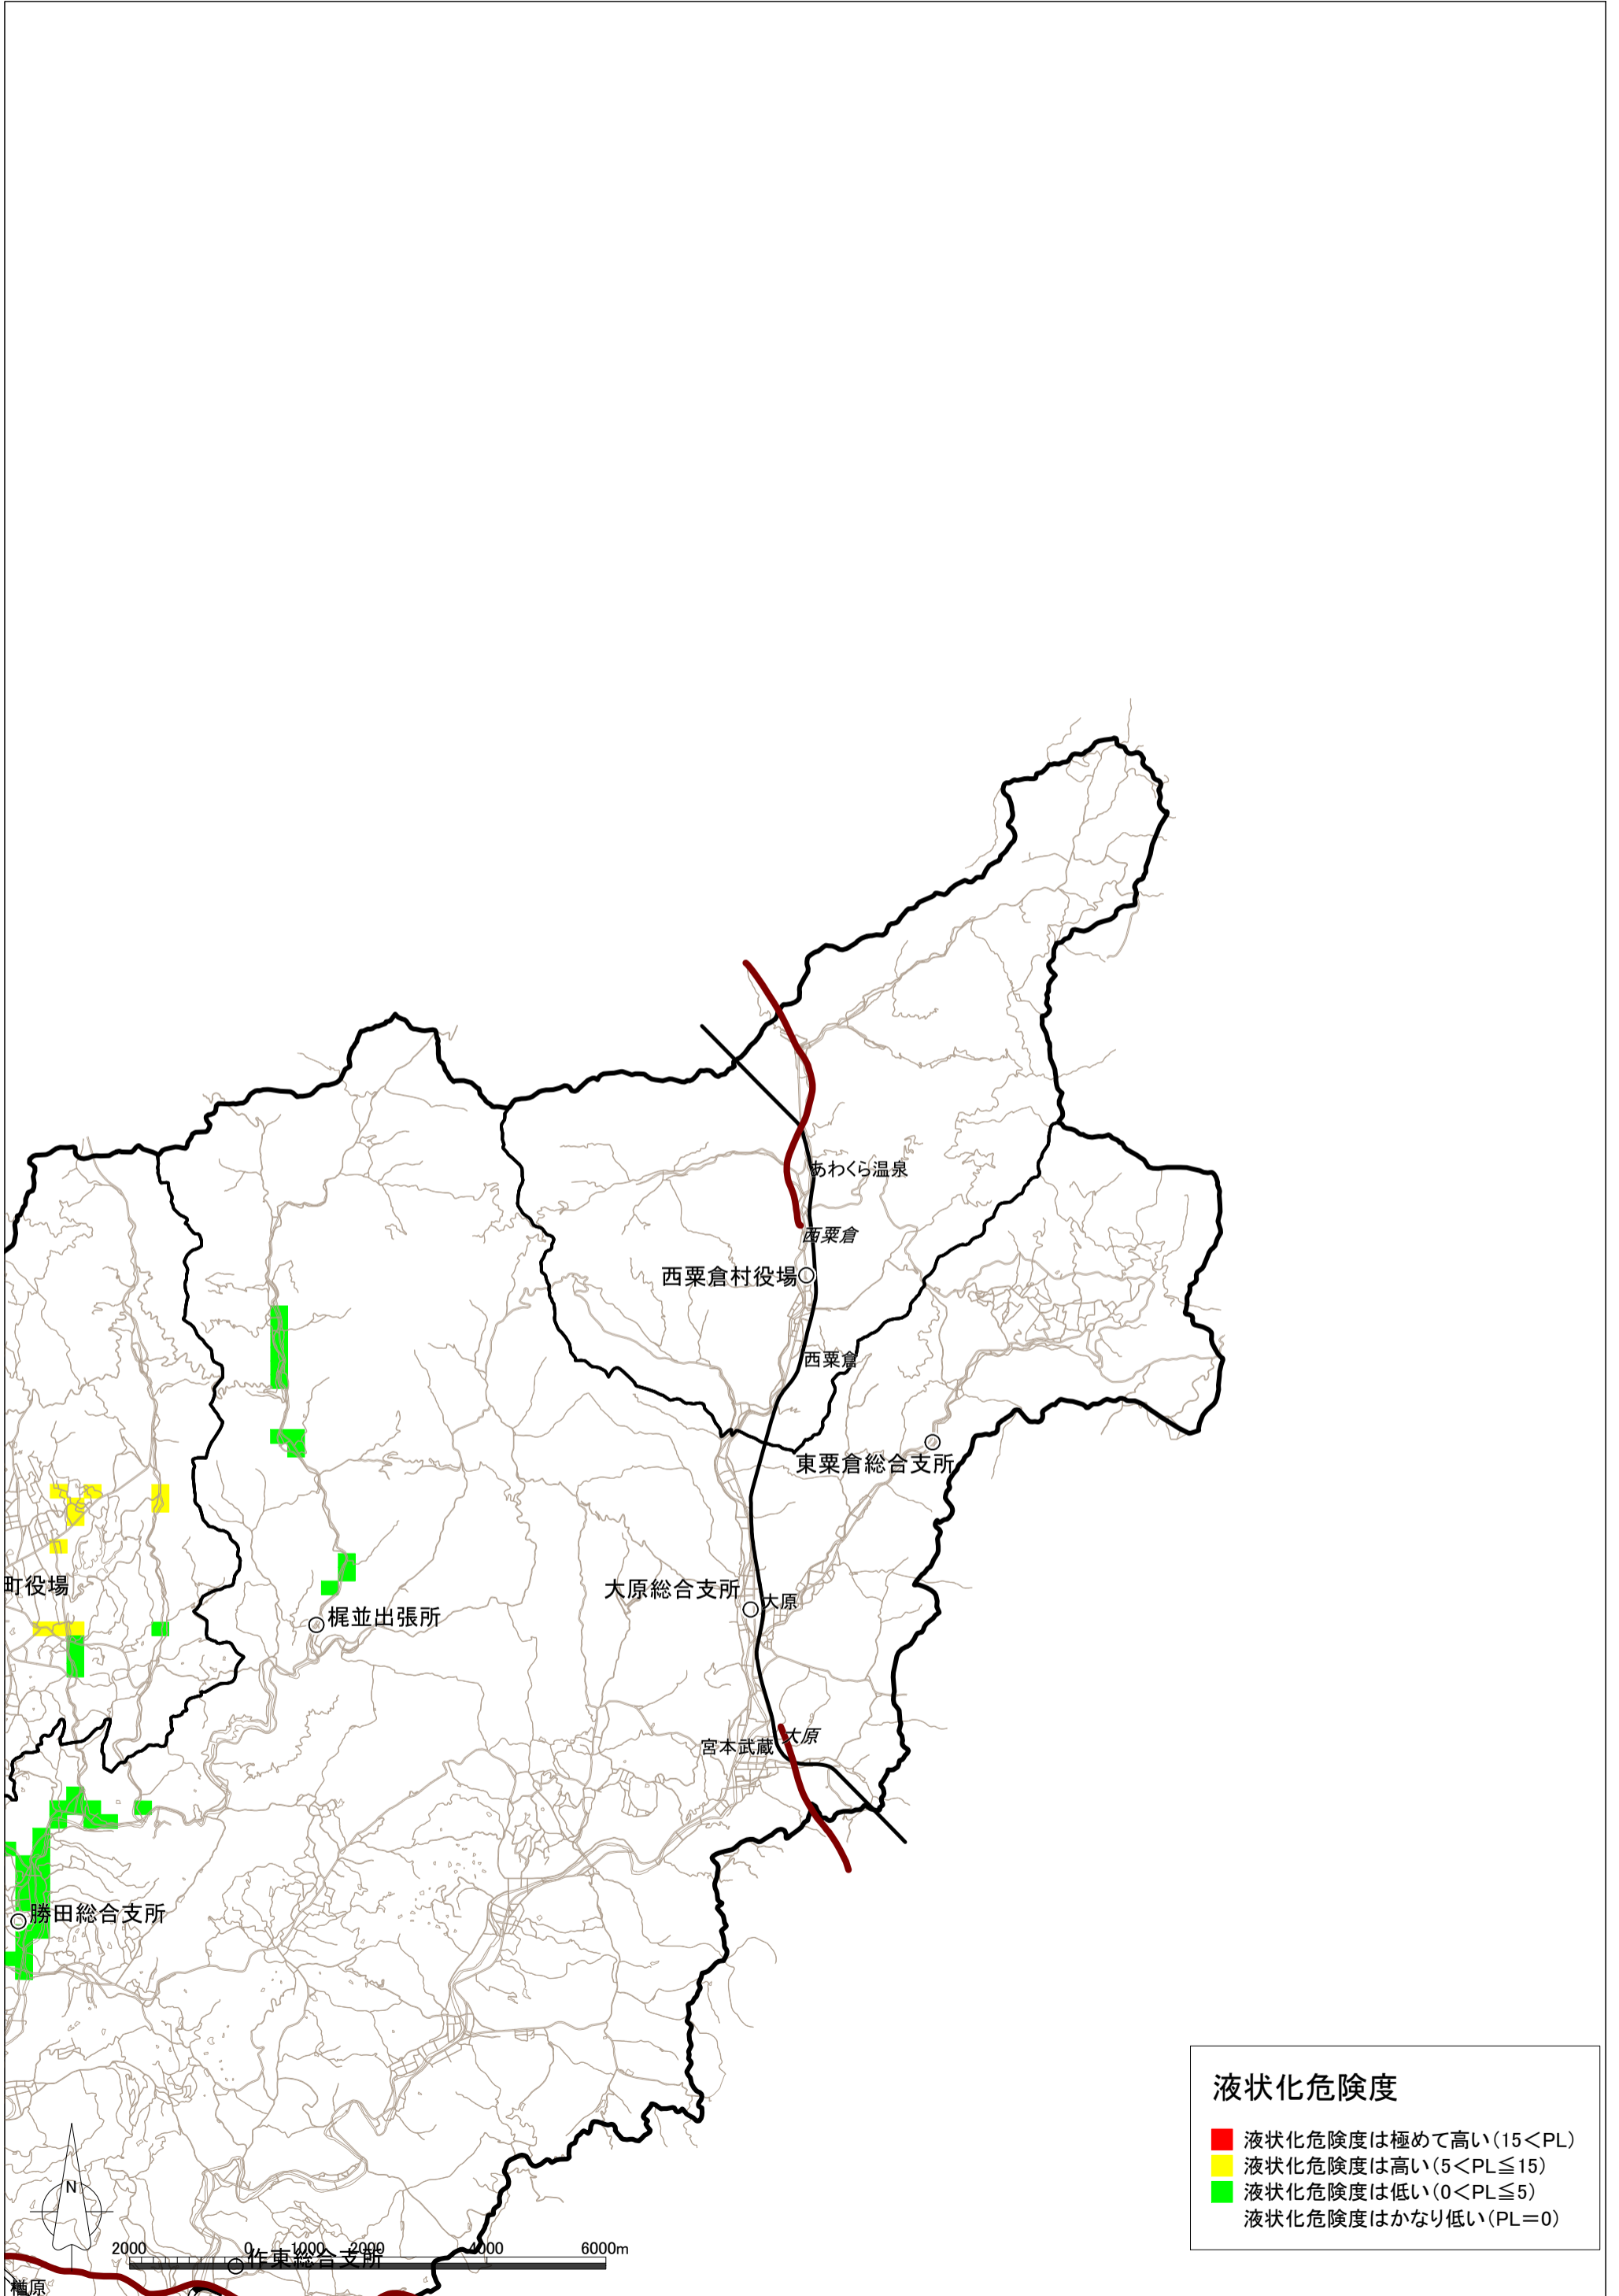 あわくら温泉
西粟倉
西粟倉村役場
西粟倉
東粟倉総合支所
町役場
大原総合支所
大原
梶並出張所
大原
宮本武蔵
勝田総合支所
液状化危険度
液状化危険度は極めて高い(15<PL)
液状化危険度は高い(5<PL≦15)
液状化危険度は低い(0<PL≦5)
液状化危険度はかなり低い(PL=0)
N
2000 0 1000 2000 4000 6000m
作東総合支所
楢原